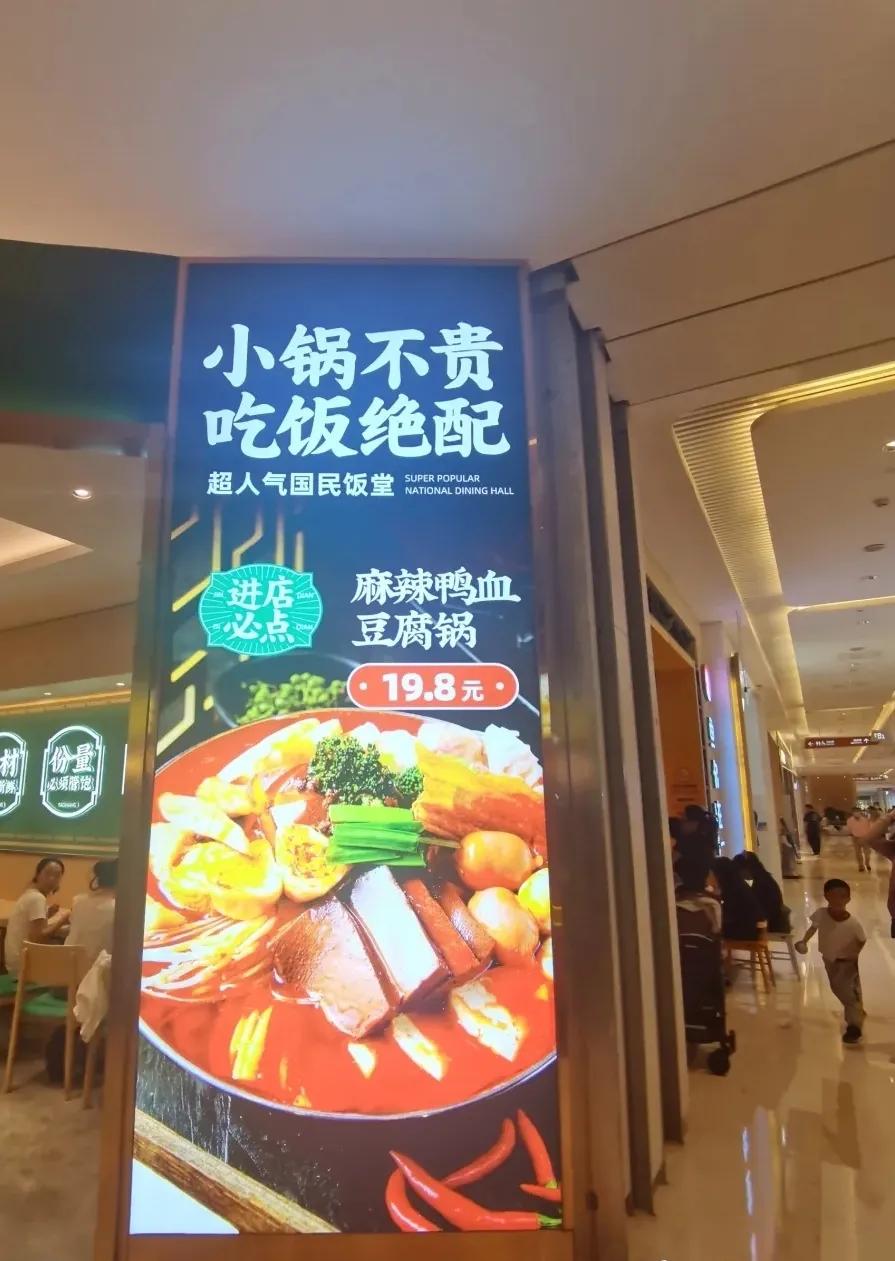 小锅不贵
吃饭绝配
超人气国民饭堂
SUPER POPULAR
NATIONAL DINING HALL
进店
必点
麻辣鸭血
豆腐锅
19.8元
材
份量